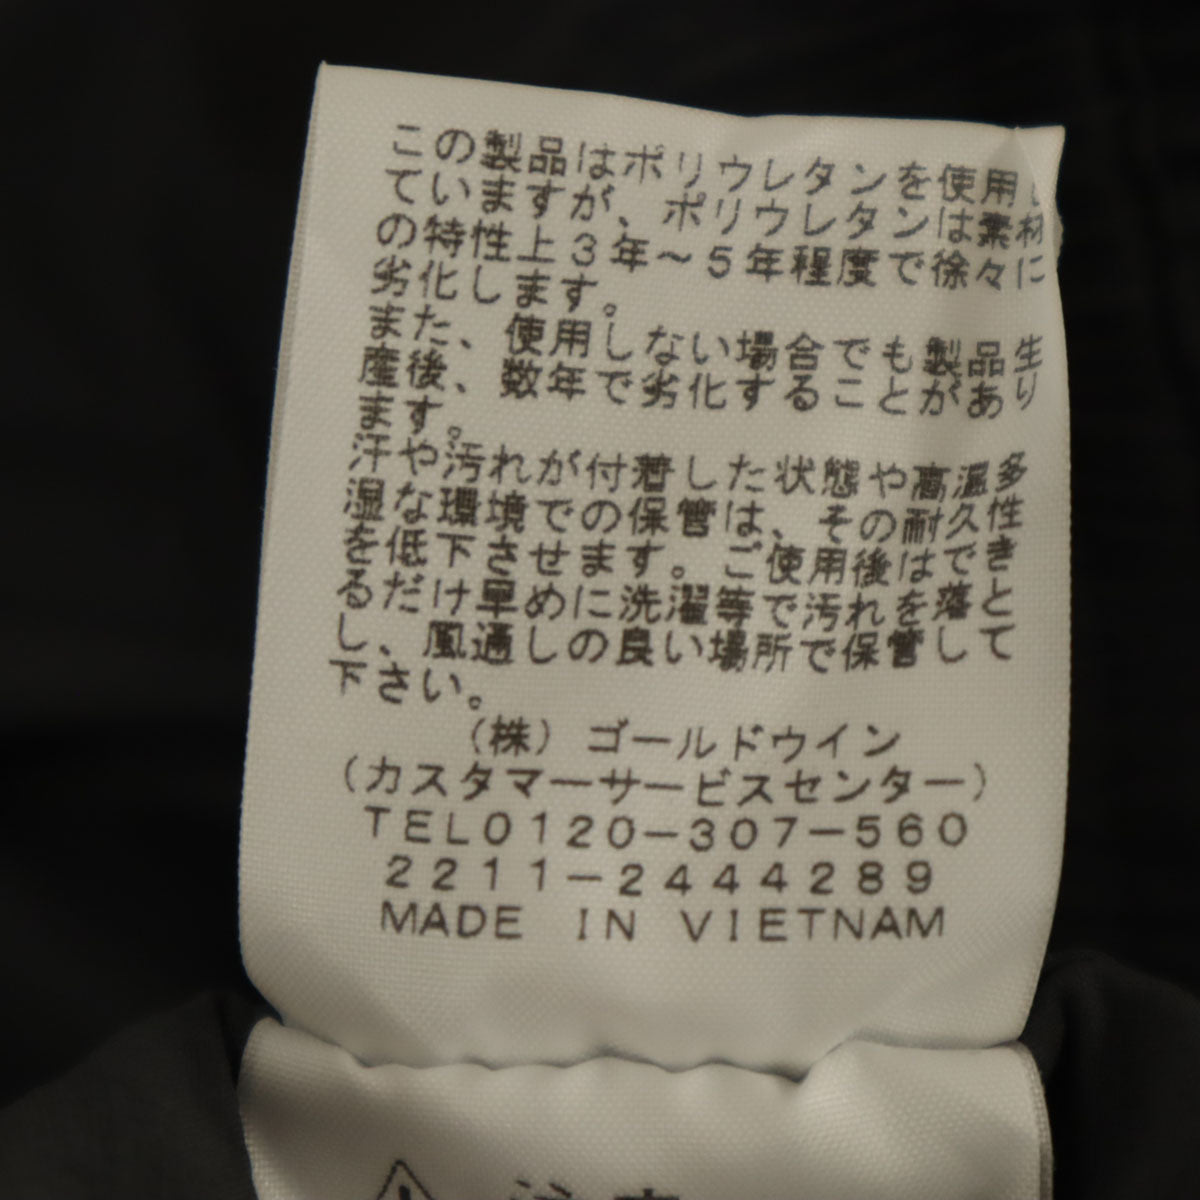 この製品はポリウレタンを使用し
ていますが、ポリウレタンは素材
の特性上3年～5年程度で徐々に
劣化します。
また、使用しない場合でも製品生
産後、数年で劣化することがあり
ます。
汗や汚れが付着した状態や高温多
湿な環境での保管は、その耐久性
を低下させます。ご使用後はでき
るだけ早めに洗濯等で汚れを落と
し、風通しの良い場所で保管して
下さい。
(株)ゴールドウイン
(カスタマーサービスセンター)
TEL0120-307-560
2211-2444289
MADE IN VIETNAM